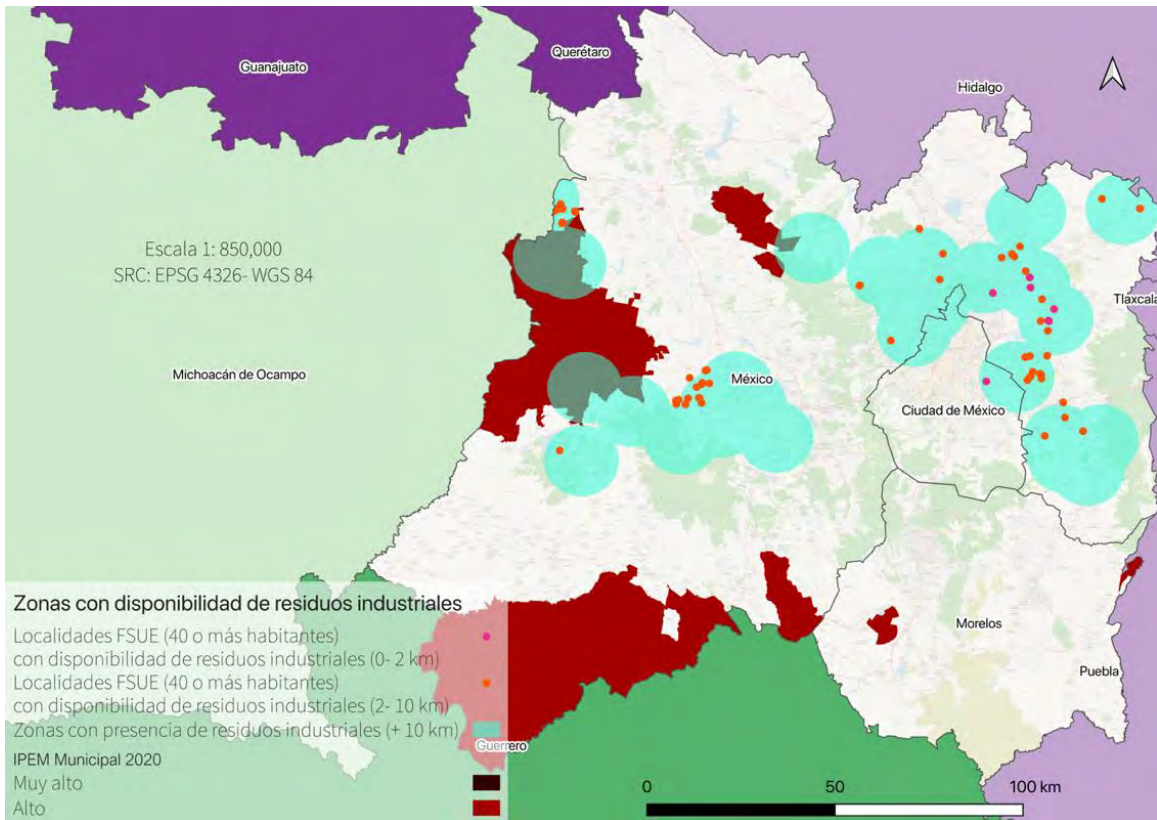 Guanajuato
Querétaro
Hidalgo
Escala 1: 850,000
SRC: EPSG 4326- WGS 84
Tlaxcala
Michoacán de Ocampo
México
Ciudad de México
Morelos
Puebla
Guerrero
Zonas con disponibilidad de residuos industriales
Localidades FSUE (40 o más habitantes)
con disponibilidad de residuos industriales (0- 2 km)
Localidades FSUE (40 o más habitantes)
con disponibilidad de residuos industriales (2- 10 km)
Zonas con presencia de residuos industriales (+ 10 km)
IPEM Municipal 2020
Muy alto
Alto
0 50 100 km